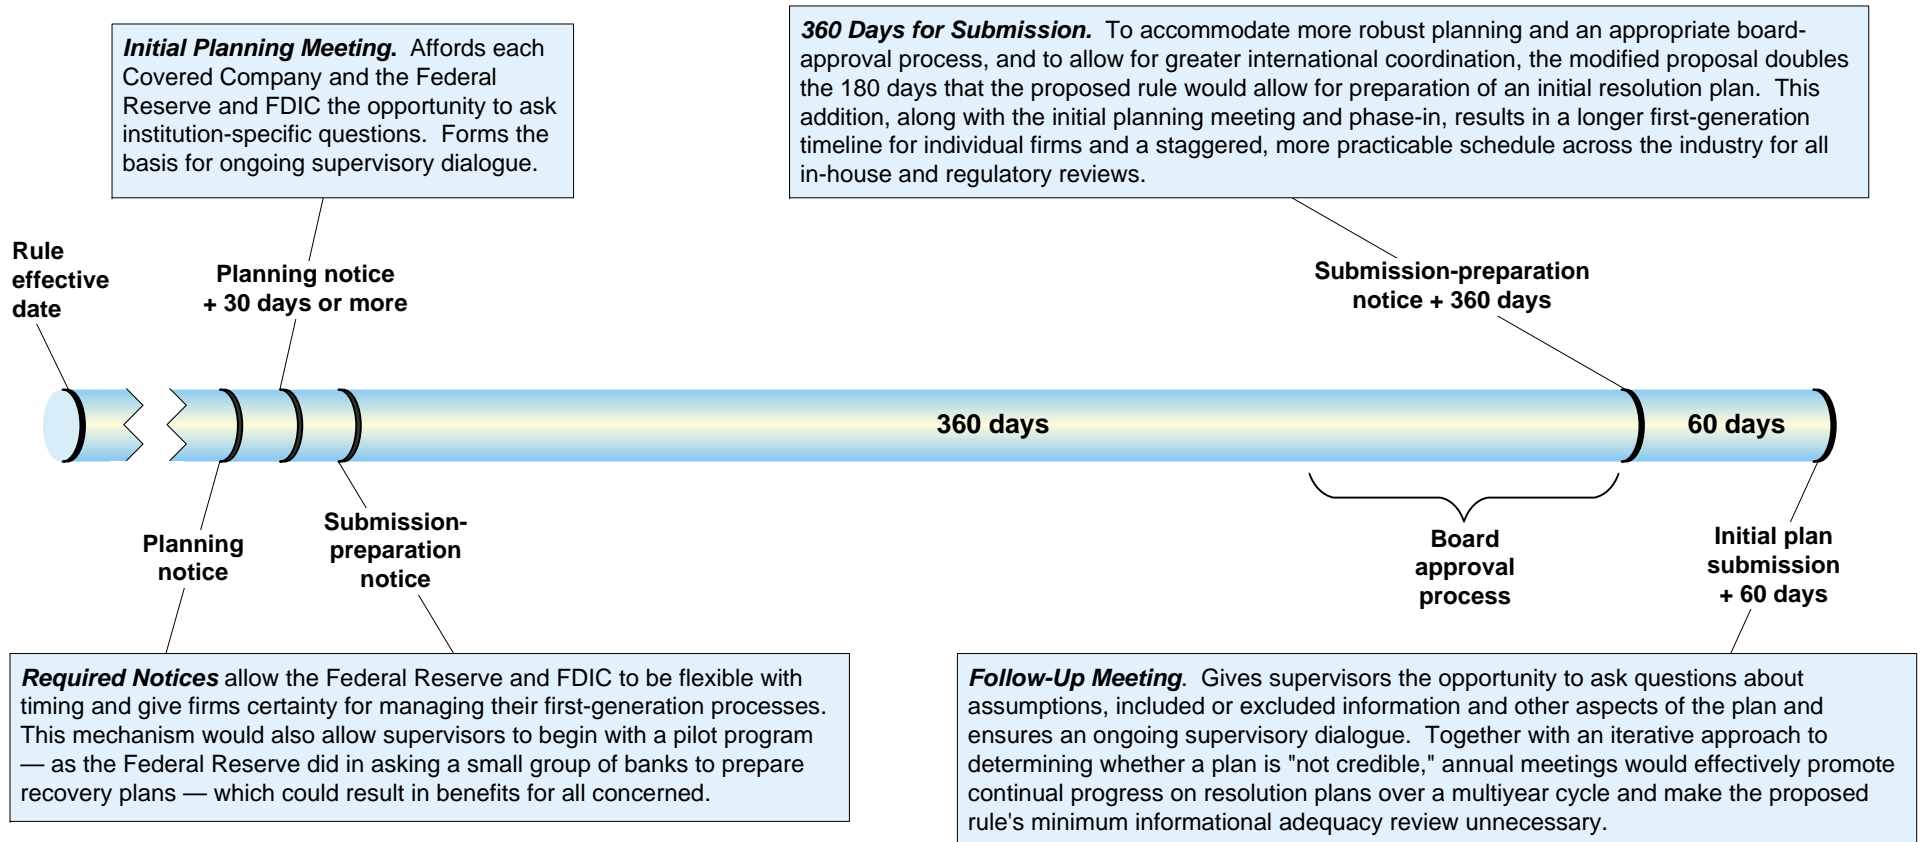 Initial Planning Meeting. Affords each
Covered Company and the Federal
Reserve and FDIC the opportunity to ask
institution-specific questions. Forms the
basis for ongoing supervisory dialogue.
360 Days for Submission. To accommodate more robust planning and an appropriate board-
approval process, and to allow for greater international coordination, the modified proposal doubles
the 180 days that the proposed rule would allow for preparation of an initial resolution plan. This
addition, along with the initial planning meeting and phase-in, results in a longer first-generation
timeline for individual firms and a staggered, more practicable schedule across the industry for all
in-house and regulatory reviews.
Rule
effective
date
Planning notice
+ 30 days or more
Submission-preparation
notice + 360 days
360 days
60 days
Planning
notice
Submission-
preparation
notice
Board
approval
process
Initial plan
submission
+ 60 days
Required Notices allow the Federal Reserve and FDIC to be flexible with
timing and give firms certainty for managing their first-generation processes.
This mechanism would also allow supervisors to begin with a pilot program
— as the Federal Reserve did in asking a small group of banks to prepare
recovery plans — which could result in benefits for all concerned.
Follow-Up Meeting. Gives supervisors the opportunity to ask questions about
assumptions, included or excluded information and other aspects of the plan and
ensures an ongoing supervisory dialogue. Together with an iterative approach to
determining whether a plan is "not credible," annual meetings would effectively promote
continual progress on resolution plans over a multiyear cycle and make the proposed
rule's minimum informational adequacy review unnecessary.